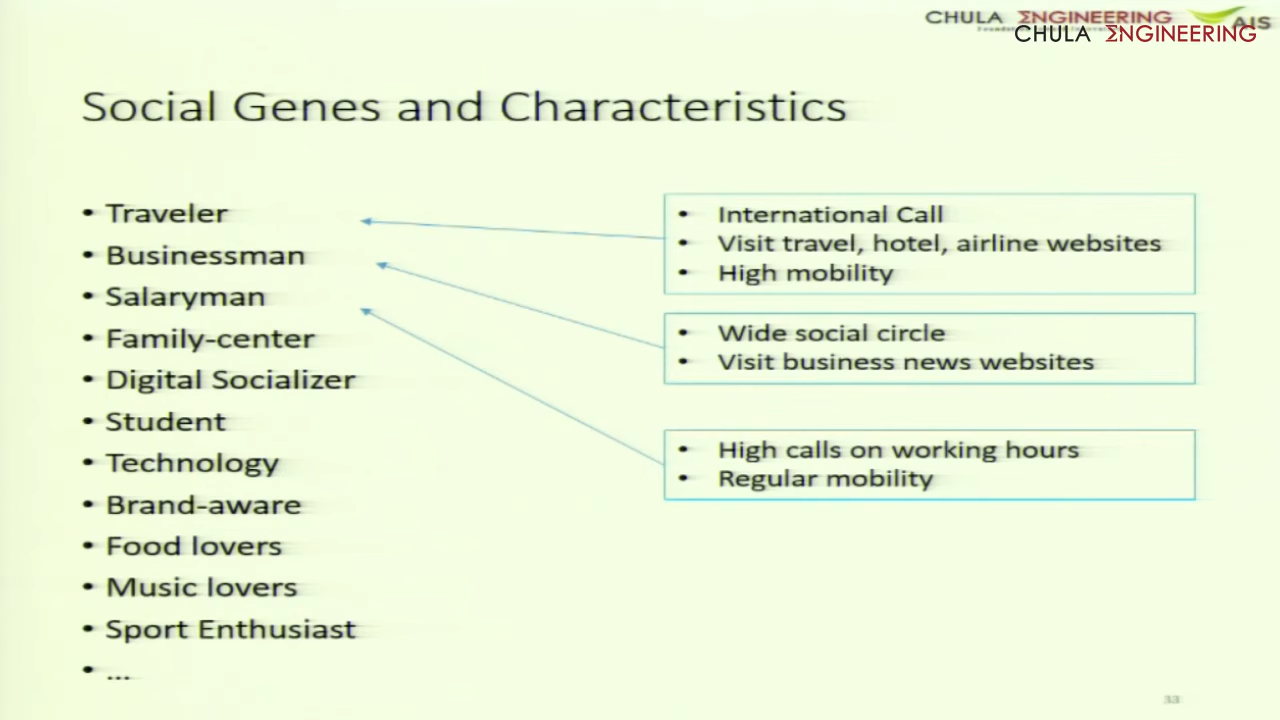 CHULA ΣNGINEERING
AIS
CHULA ΣNGINEERING
Social Genes and Characteristics
• Traveler
• Businessman
• Salaryman
• Family-center
• Digital Socializer
• Student
• Technology
• Brand-aware
• Food lovers
• Music lovers
• Sport Enthusiast
• ...
• International Call
• Visit travel, hotel, airline websites
• High mobility
• Wide social circle
• Visit business news websites
• High calls on working hours
• Regular mobility
33